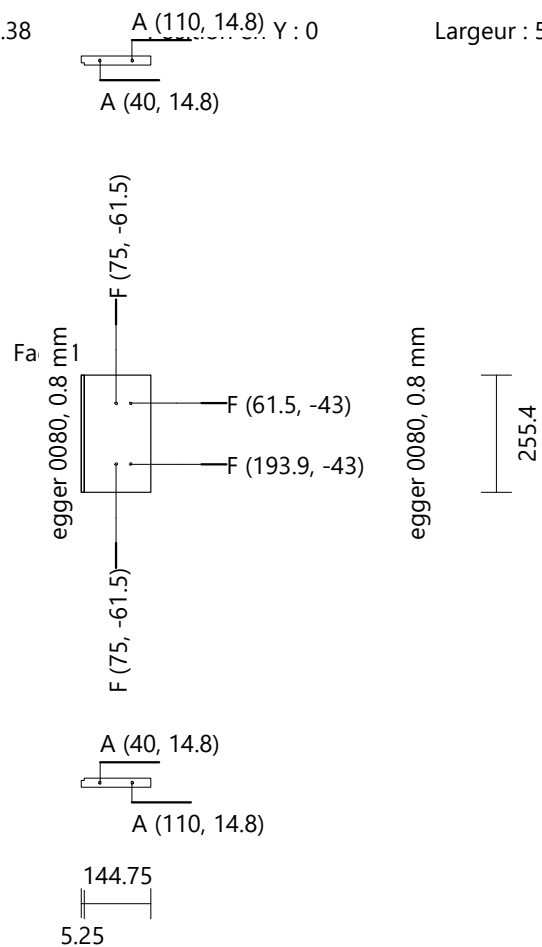 .38
A (110, 14.8)
Y : 0
Largeur : 5
A (40, 14.8)
F (75, -61.5)
1
egger 0080, 0.8 mm
F (61.5, -43)
F (193.9, -43)
egger 0080, 0.8 mm
255.4
F (75, -61.5)
A (40, 14.8)
A (110, 14.8)
144.75
5.25